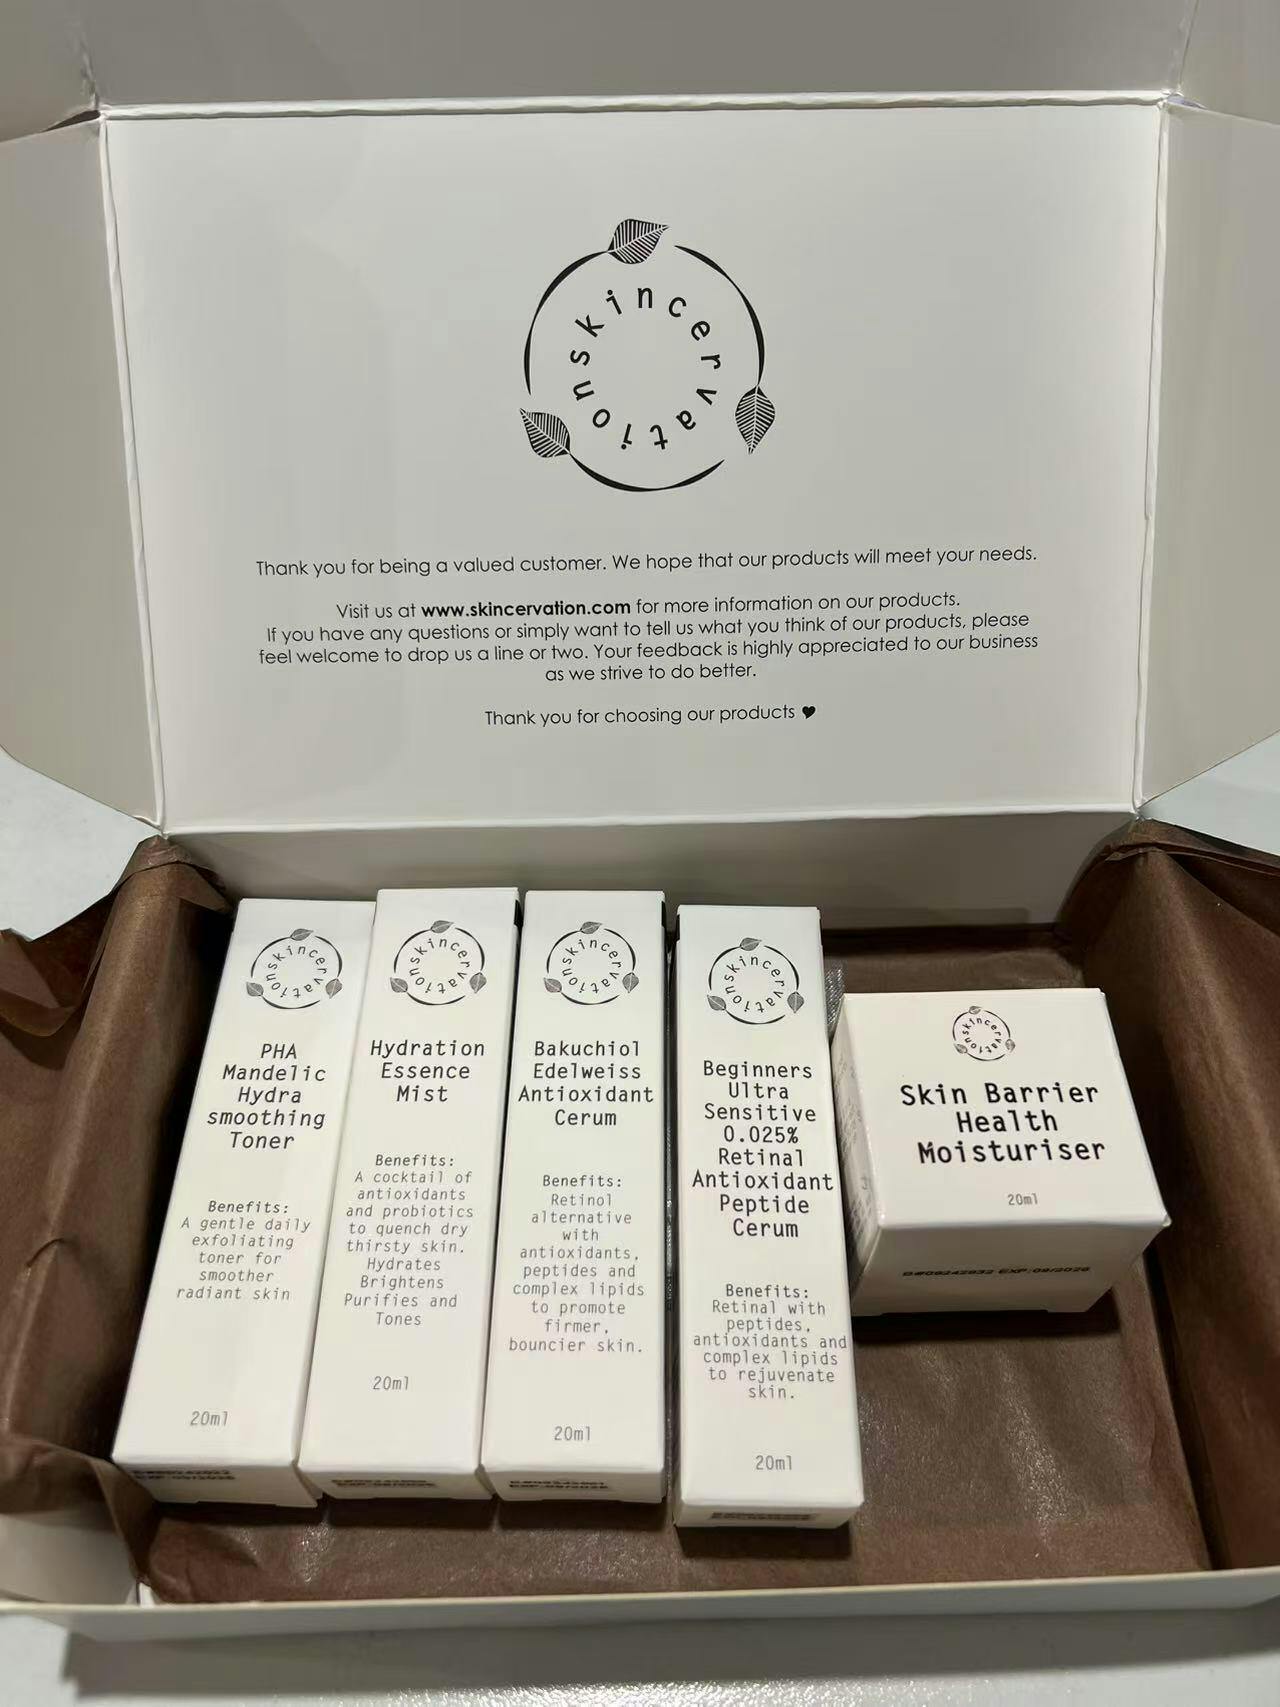 skincervation
Thank you for being a valued customer. We hope that our products will meet your needs.
Visit us at www.skincervation.com for more information on our products.
If you have any questions or simply want to tell us what you think of our products, please
feel welcome to drop us a line or two. Your feedback is highly appreciated to our business
as we strive to do better.
Thank you for choosing our products
skincervation
PHA
Mandelic
Hydra
smoothing
Toner
Benefits:
A gentle daily
exfoliating
toner for
smoother
radiant skin
20ml
skincervation
Hydration
Essence
Mist
Benefits:
A cocktail of
antioxidants
and probiotics
to quench dry
thirsty skin.
Hydrates
Brightens
Purifies and
Tones
20ml
skincervation
Bakuchiol
Edelweiss
Antioxidant
Cerum
Benefits:
Retinol
alternative
with
antioxidants,
peptides and
complex lipids
to promote
firmer,
bouncier skin.
20ml
skincervation
Beginners
Ultra
Sensitive
0.025%
Retinal
Antioxidant
Peptide
Cerum
Benefits:
Retinal with
peptides,
antioxidants and
complex lipids
to rejuvenate
skin.
20ml
skincervation
Skin Barrier
Health
Moisturiser
20ml
EXP:09/2026